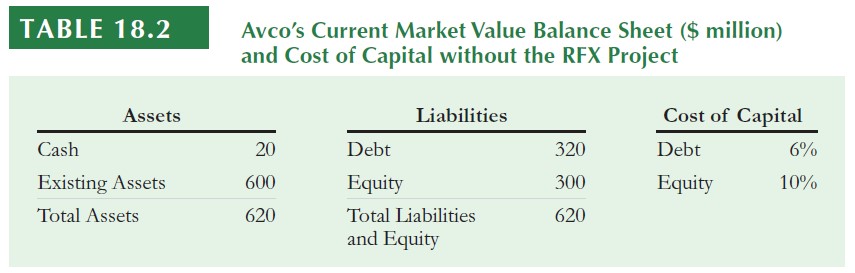 TABLE 18.2
Avco's Current Market Value Balance Sheet ($ million)
and Cost of Capital without the RFX Project
Assets Liabilities Cost of Capital
Cash 20 Debt 320 Debt 6%
Existing Assets 600 Equity 300 Equity 10%
Total Assets 620 Total Liabilities 620
and Equity